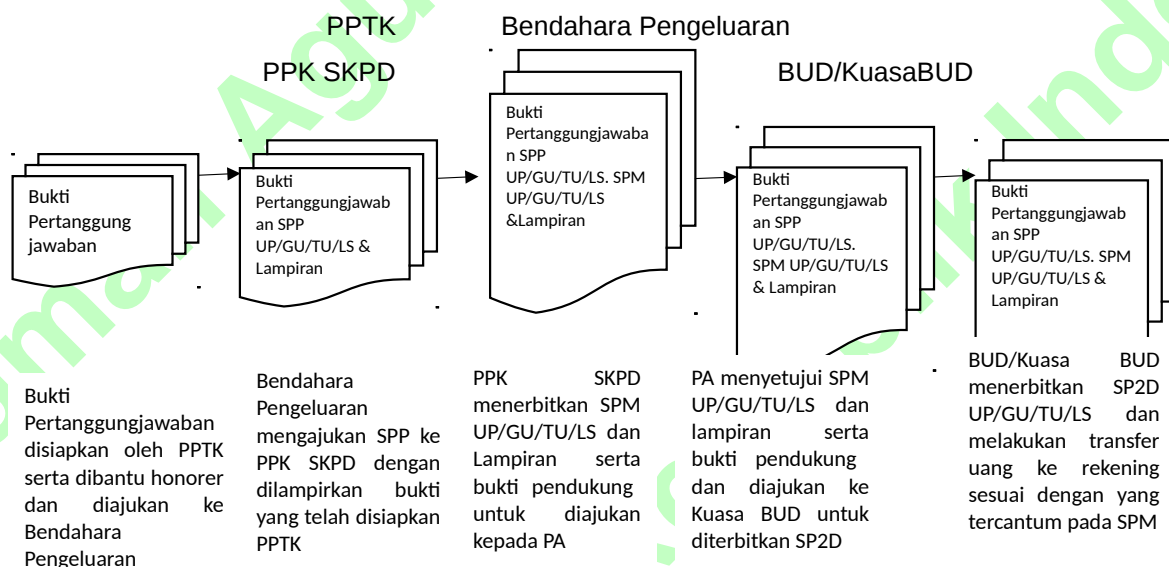 PPTK
Bendahara Pengeluaran
PPK SKPD
BUD/KuasaBUD
Bukti
Pertanggung
jawaban
Bukti
Pertanggungjawab
an SPP
UP/GU/TU/LS &
Lampiran
Bukti
Pertanggungjawaba
n SPP
UP/GU/TU/LS. SPM
UP/GU/TU/LS
&Lampiran
Bukti
Pertanggungjawab
an SPP
UP/GU/TU/LS.
SPM UP/GU/TU/LS
& Lampiran
Bukti
Pertanggungjawab
an SPP
UP/GU/TU/LS. SPM
UP/GU/TU/LS &
Lampiran
Bukti
Pertanggungjawaban
disiapkan oleh PPTK
serta dibantu honorer
dan diajukan ke
Bendahara
Pengeluaran
Bendahara
Pengeluaran
mengajukan SPP ke
PPK SKPD dengan
dilampirkan bukti
yang telah disiapkan
PPTK
PPK SKPD
menerbitkan SPM
UP/GU/TU/LS dan
Lampiran serta
bukti pendukung
untuk diajukan
kepada PA
PA menyetujui SPM
UP/GU/TU/LS dan
lampiran serta
bukti pendukung
dan diajukan ke
Kuasa BUD untuk
diterbitkan SP2D
BUD/Kuasa BUD
menerbitkan SP2D
UP/GU/TU/LS dan
melakukan transfer
uang ke rekening
sesuai dengan yang
tercantum pada SPM